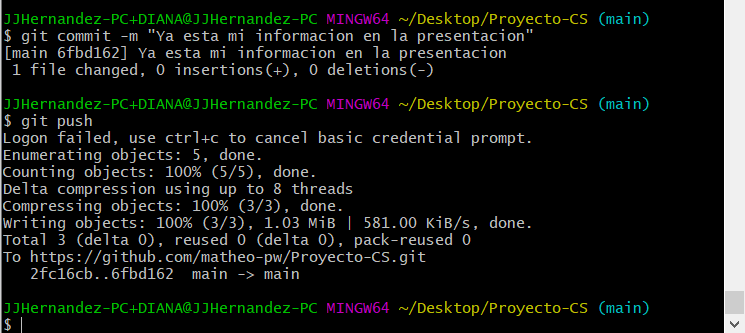 JJHernandez-PC+DIANA@JJHernandez-PC MINGW64 ~/Desktop/Proyecto-CS (main)
$ git commit -m "Ya esta mi informacion en la presentacion"
[main 6fbd162] Ya esta mi informacion en la presentacion
 1 file changed, 0 insertions(+), 0 deletions(-)
JJHernandez-PC+DIANA@JJHernandez-PC MINGW64 ~/Desktop/Proyecto-CS (main)
$ git push
Logon failed, use ctrl+c to cancel basic credential prompt.
Enumerating objects: 5, done.
Counting objects: 100% (5/5), done.
Delta compression using up to 8 threads
Compressing objects: 100% (3/3), done.
Writing objects: 100% (3/3), 1.03 MiB | 581.00 KiB/s, done.
Total 3 (delta 0), reused 0 (delta 0), pack-reused 0
To https://github.com/matheo-pw/Proyecto-CS.git
   2fc16cb..6fbd162  main -> main
JJHernandez-PC+DIANA@JJHernandez-PC MINGW64 ~/Desktop/Proyecto-CS (main)
$